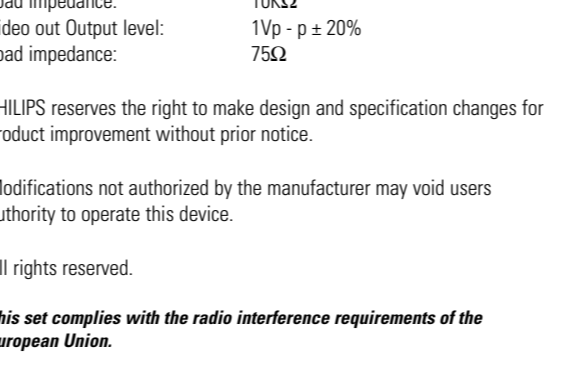 oad impedance: 10KΩ
ideo out Output level: 1Vp - p ± 20%
oad impedance: 75Ω
HILIPS reserves the right to make design and specification changes for
roduct improvement without prior notice.
Modifications not authorized by the manufacturer may void users
uthority to operate this device.
ll rights reserved.
his set complies with the radio interference requirements of the
uropean Union.